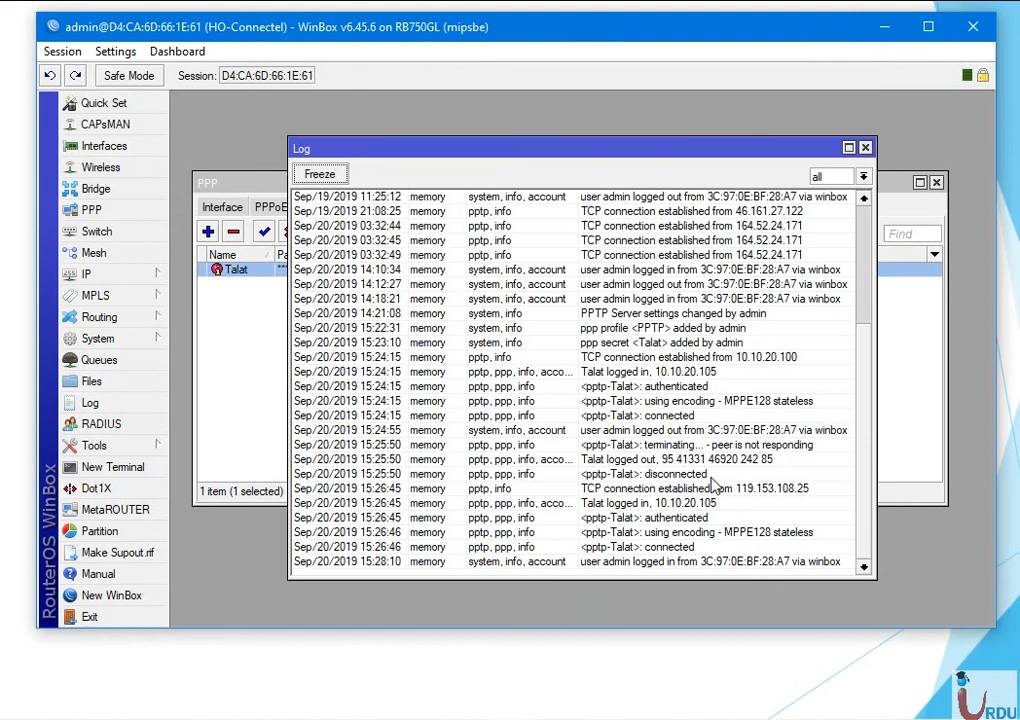 admin@D4:CA:6D:66:1E:61 (HO-Connectel) - WinBox v6.45.6 on RB750GL (mipsbe)
Session Settings Dashboard
Safe Mode Session: D4:CA:6D:66:1E:61
Quick Set
CAPsMAN
Interfaces
Wireless
Bridge
PPP
Switch
Mesh
IP
MPLS
Routing
System
Queues
Files
Log
RADIUS
Tools
New Terminal
Dot1X
MetaROUTER
Partition
Make Supout.rif
Manual
New WinBox
Exit
RouterOS WinBox
PPP
Interface PPPoE
Find
Name
Talat ***
1 item (1 selected)
Log
Freeze all
Sep/19/2019 11:25:12 memory system, info, account user admin logged out from 3C:97:0E:BF:28:A7 via winbox
Sep/19/2019 21:08:25 memory pptp, info TCP connection established from 46.161.27.122
Sep/20/2019 03:32:44 memory pptp, info TCP connection established from 164.52.24.171
Sep/20/2019 03:32:45 memory pptp, info TCP connection established from 164.52.24.171
Sep/20/2019 03:32:49 memory pptp, info TCP connection established from 164.52.24.171
Sep/20/2019 14:10:34 memory system, info, account user admin logged in from 3C:97:0E:BF:28:A7 via winbox
Sep/20/2019 14:12:27 memory system, info, account user admin logged out from 3C:97:0E:BF:28:A7 via winbox
Sep/20/2019 14:18:21 memory system, info, account user admin logged in from 3C:97:0E:BF:28:A7 via winbox
Sep/20/2019 14:21:08 memory system, info PPTP Server settings changed by admin
Sep/20/2019 15:22:31 memory system, info ppp profile <PPTP> added by admin
Sep/20/2019 15:23:10 memory system, info ppp secret <Talat> added by admin
Sep/20/2019 15:24:15 memory pptp, info TCP connection established from 10.10.20.100
Sep/20/2019 15:24:15 memory pptp, ppp, info, acco... Talat logged in, 10.10.20.105
Sep/20/2019 15:24:15 memory pptp, ppp, info <pptp-Talat>: authenticated
Sep/20/2019 15:24:15 memory pptp, ppp, info <pptp-Talat>: using encoding - MPPE128 stateless
Sep/20/2019 15:24:15 memory pptp, ppp, info <pptp-Talat>: connected
Sep/20/2019 15:24:55 memory system, info, account user admin logged out from 3C:97:0E:BF:28:A7 via winbox
Sep/20/2019 15:25:50 memory pptp, ppp, info <pptp-Talat>: terminating... - peer is not responding
Sep/20/2019 15:25:50 memory pptp, ppp, info, acco... Talat logged out, 95 41331 46920 242 85
Sep/20/2019 15:25:50 memory pptp, ppp, info <pptp-Talat>: disconnected
Sep/20/2019 15:26:45 memory pptp, info TCP connection established from 119.153.108.25
Sep/20/2019 15:26:45 memory pptp, ppp, info, acco... Talat logged in, 10.10.20.105
Sep/20/2019 15:26:45 memory pptp, ppp, info <pptp-Talat>: authenticated
Sep/20/2019 15:26:46 memory pptp, ppp, info <pptp-Talat>: using encoding - MPPE128 stateless
Sep/20/2019 15:26:46 memory pptp, ppp, info <pptp-Talat>: connected
Sep/20/2019 15:28:10 memory system, info, account user admin logged in from 3C:97:0E:BF:28:A7 via winbox
iURDU